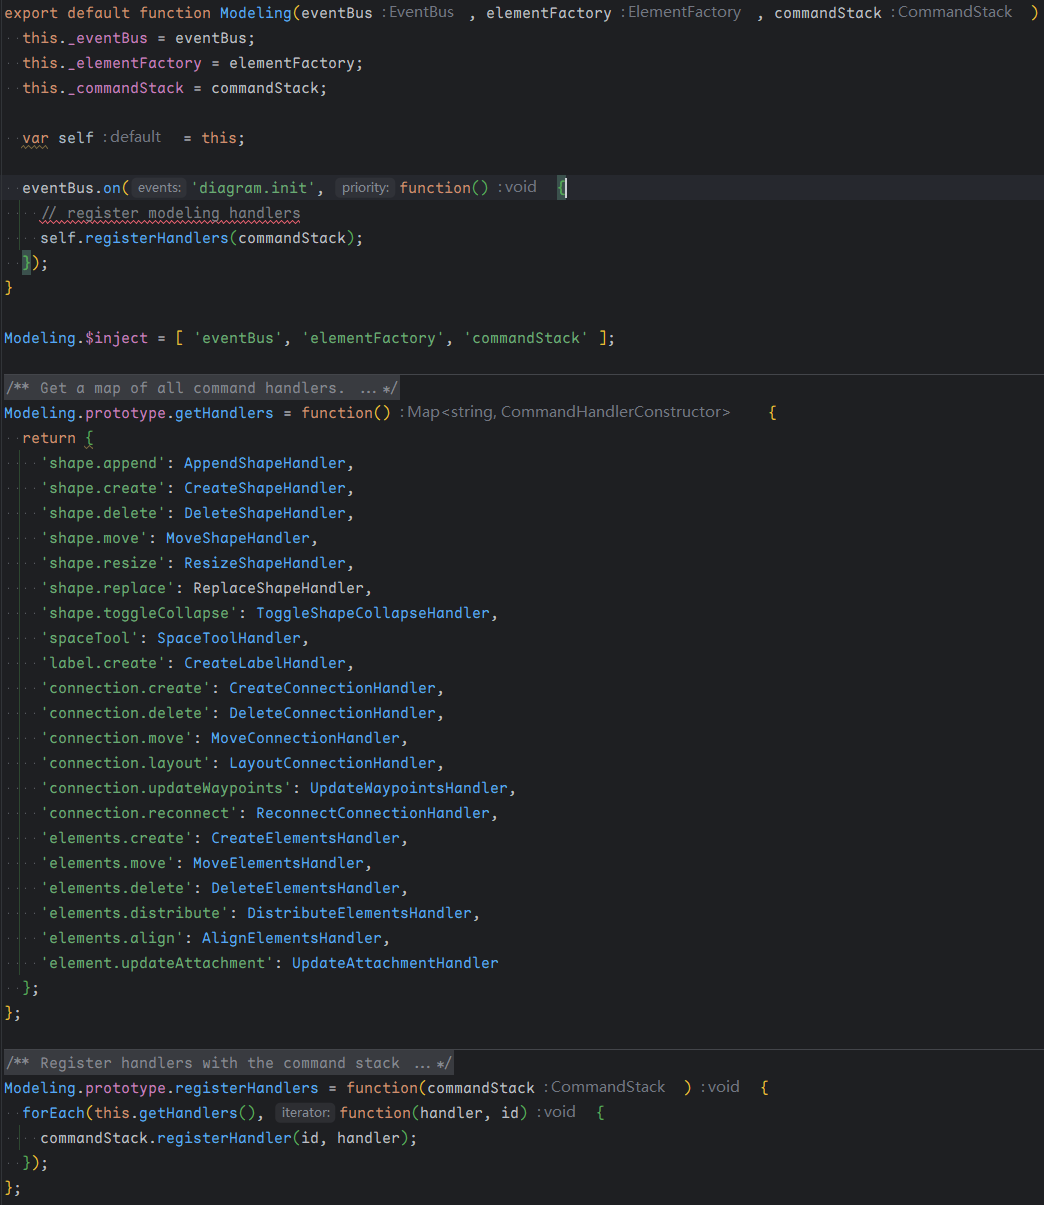 export default function Modeling(eventBus : EventBus , elementFactory : ElementFactory , commandStack : CommandStack )
this._eventBus = eventBus;
this._elementFactory = elementFactory;
this._commandStack = commandStack;
var self : default = this;
eventBus.on( events: 'diagram.init', priority: function() : void {
// register modeling handlers
self.registerHandlers(commandStack);
});
}
Modeling.$inject = [ 'eventBus', 'elementFactory', 'commandStack' ];
/** Get a map of all command handlers. ...*/
Modeling.prototype.getHandlers = function() : Map<string, CommandHandlerConstructor> {
return {
'shape.append': AppendShapeHandler,
'shape.create': CreateShapeHandler,
'shape.delete': DeleteShapeHandler,
'shape.move': MoveShapeHandler,
'shape.resize': ResizeShapeHandler,
'shape.replace': ReplaceShapeHandler,
'shape.toggleCollapse': ToggleShapeCollapseHandler,
'spaceTool': SpaceToolHandler,
'label.create': CreateLabelHandler,
'connection.create': CreateConnectionHandler,
'connection.delete': DeleteConnectionHandler,
'connection.move': MoveConnectionHandler,
'connection.layout': LayoutConnectionHandler,
'connection.updateWaypoints': UpdateWaypointsHandler,
'connection.reconnect': ReconnectConnectionHandler,
'elements.create': CreateElementsHandler,
'elements.move': MoveElementsHandler,
'elements.delete': DeleteElementsHandler,
'elements.distribute': DistributeElementsHandler,
'elements.align': AlignElementsHandler,
'element.updateAttachment': UpdateAttachmentHandler
};
};
/** Register handlers with the command stack ...*/
Modeling.prototype.registerHandlers = function(commandStack : CommandStack ) : void {
forEach(this.getHandlers(), iterator: function(handler, id) : void {
commandStack.registerHandler(id, handler);
});
};